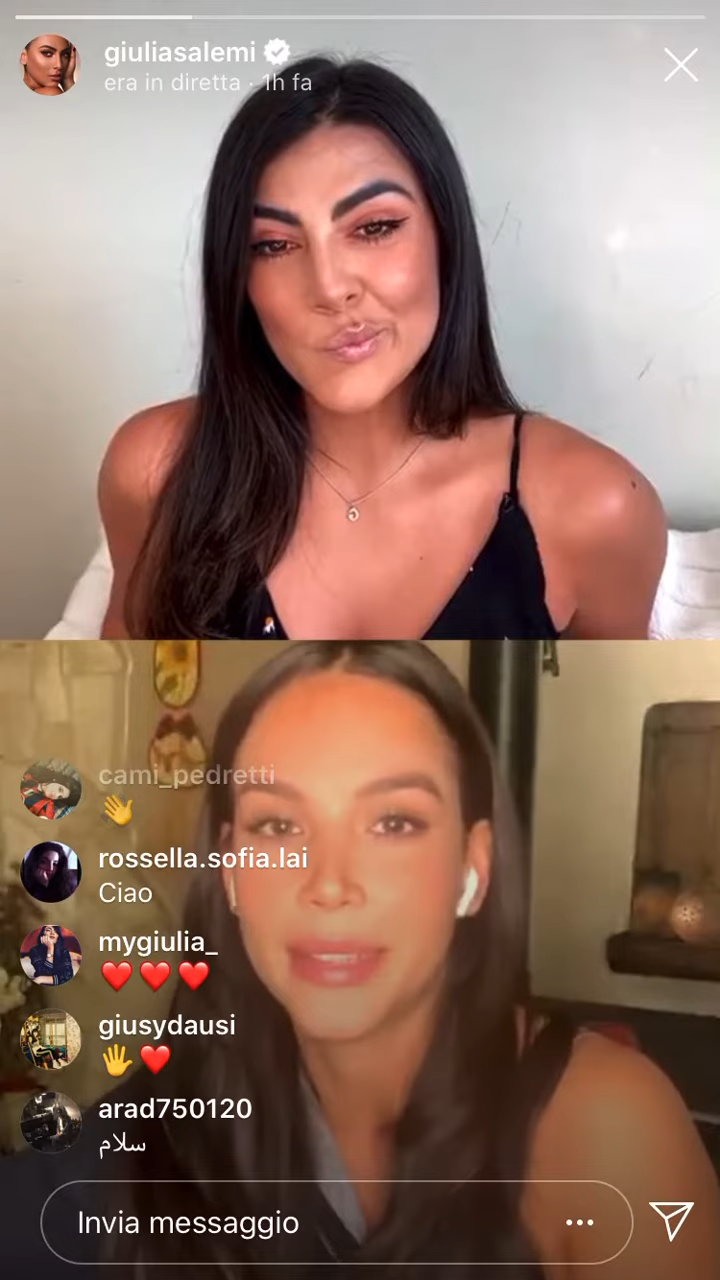 giuliasalemi
era in diretta · 1h fa
cami_pedretti
👋
rossella.sofia.lai
Ciao
mygiulia_
❤️❤️❤️
giusydausi
🖐❤️
arad750120
سلام
Invia messaggio